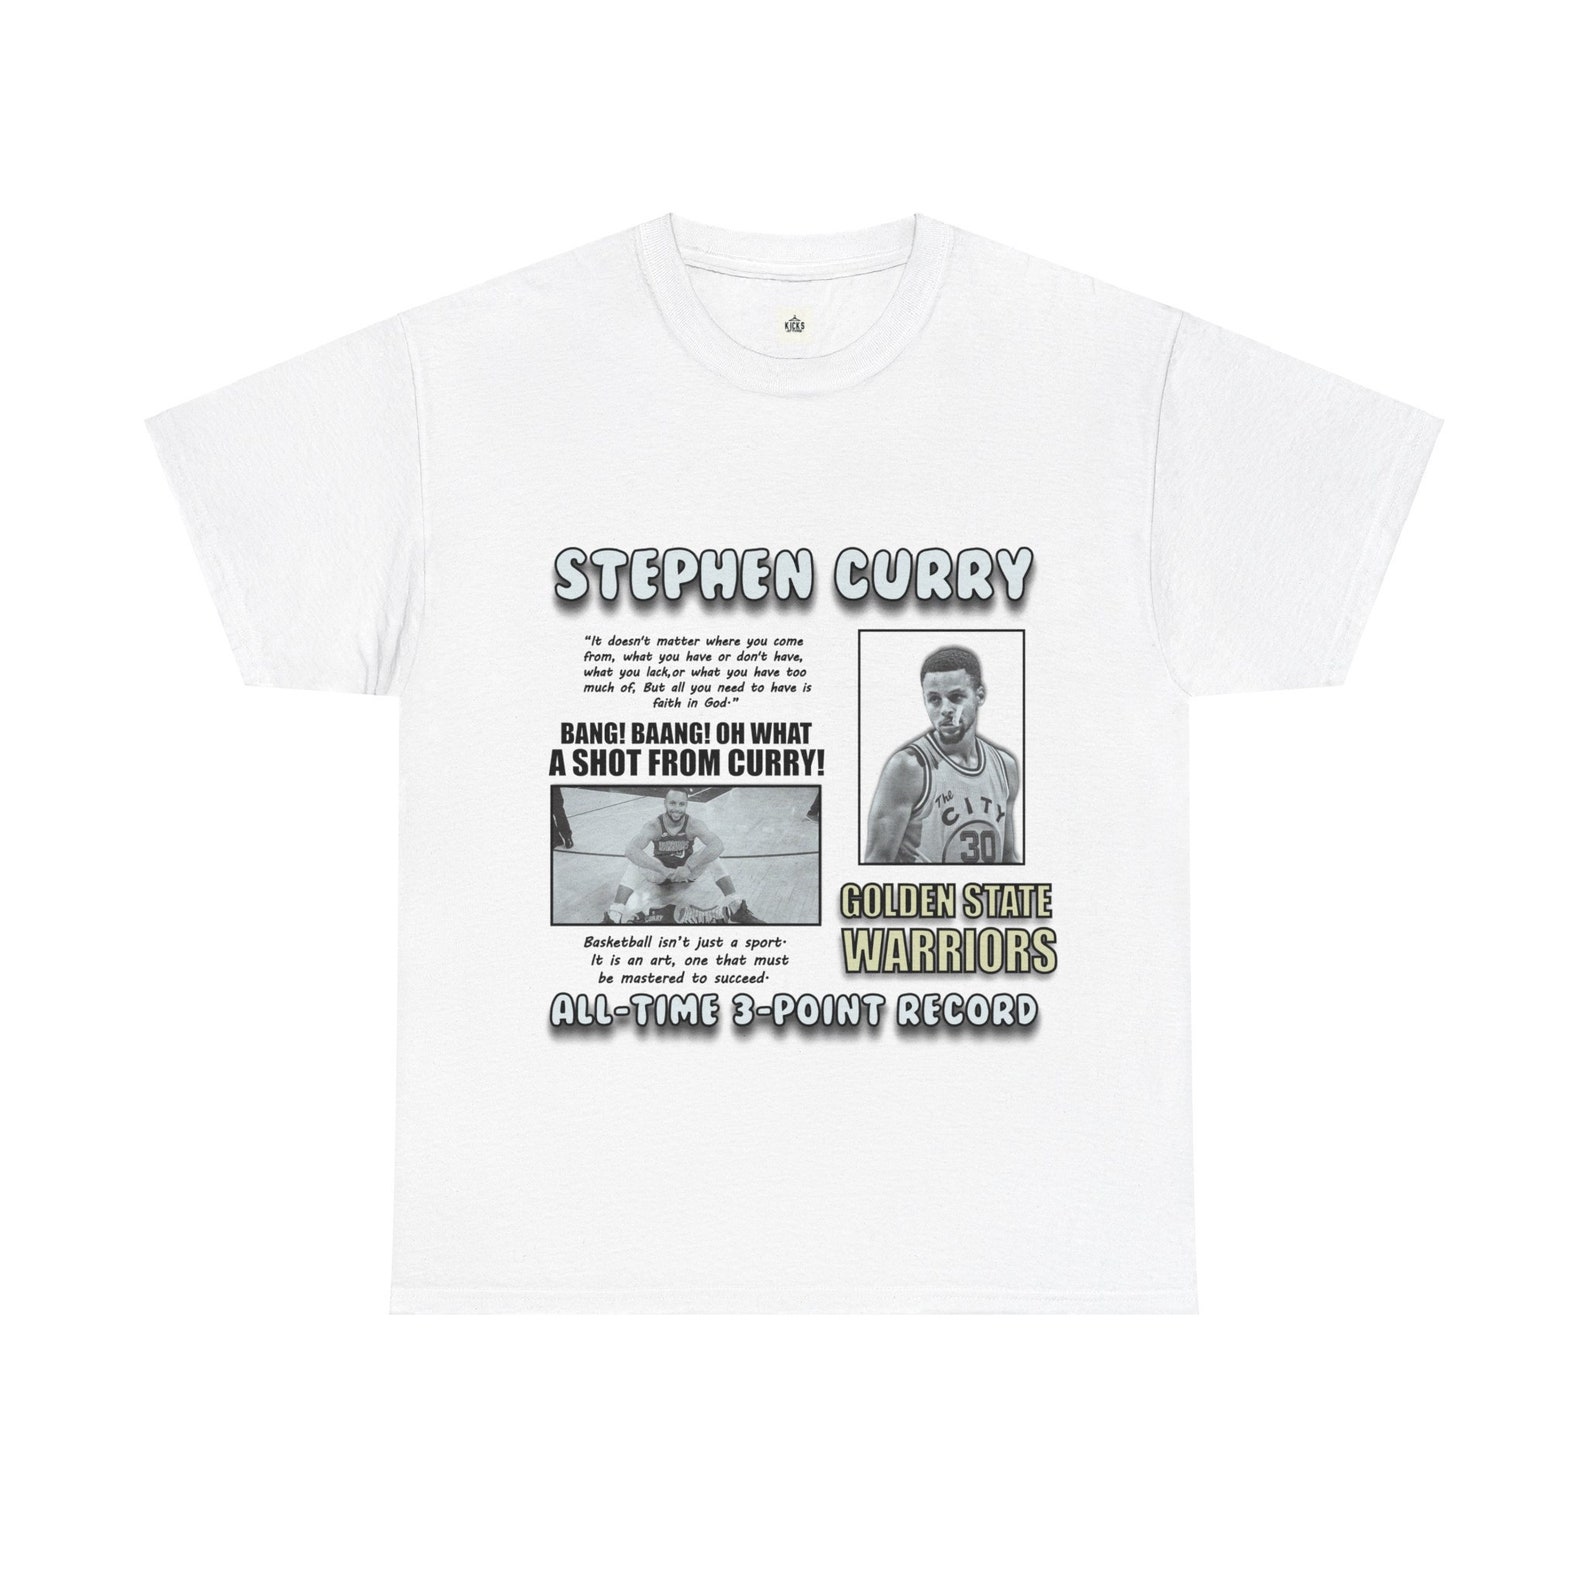 KICKS
STEPHEN CURRY
"It doesn't matter where you come
from, what you have or don't have,
what you lack,or what you have too
much of, But all you need to have is
faith in God."
BANG! BAANG! OH WHAT
A SHOT FROM CURRY!
The
CITY
30
WARRIORS
CURRY
GOLDEN STATE
WARRIORS
Basketball isn't just a sport.
It is an art, one that must
be mastered to succeed.
ALL-TIME 3-POINT RECORD